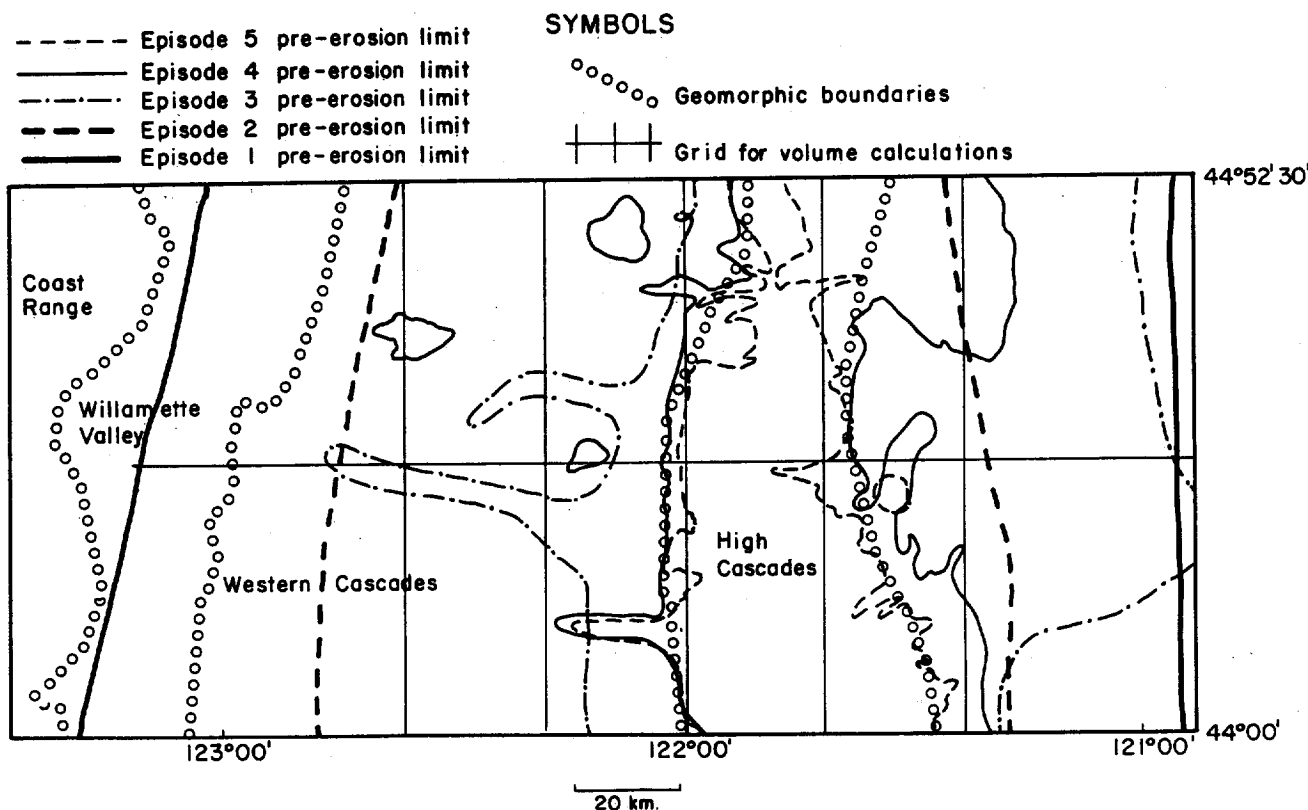 SYMBOLS
Episode 5 pre-erosion limit
Episode 4 pre-erosion limit
Episode 3 pre-erosion limit
Episode 2 pre-erosion limit
Episode 1 pre-erosion limit
Geomorphic boundaries
Grid for volume calculations
44°52'30'
Coast
Range
Willamette
Valley
Western Cascades
High
Cascades
44°00'
123°00'
122°00'
121°00'
20 km.